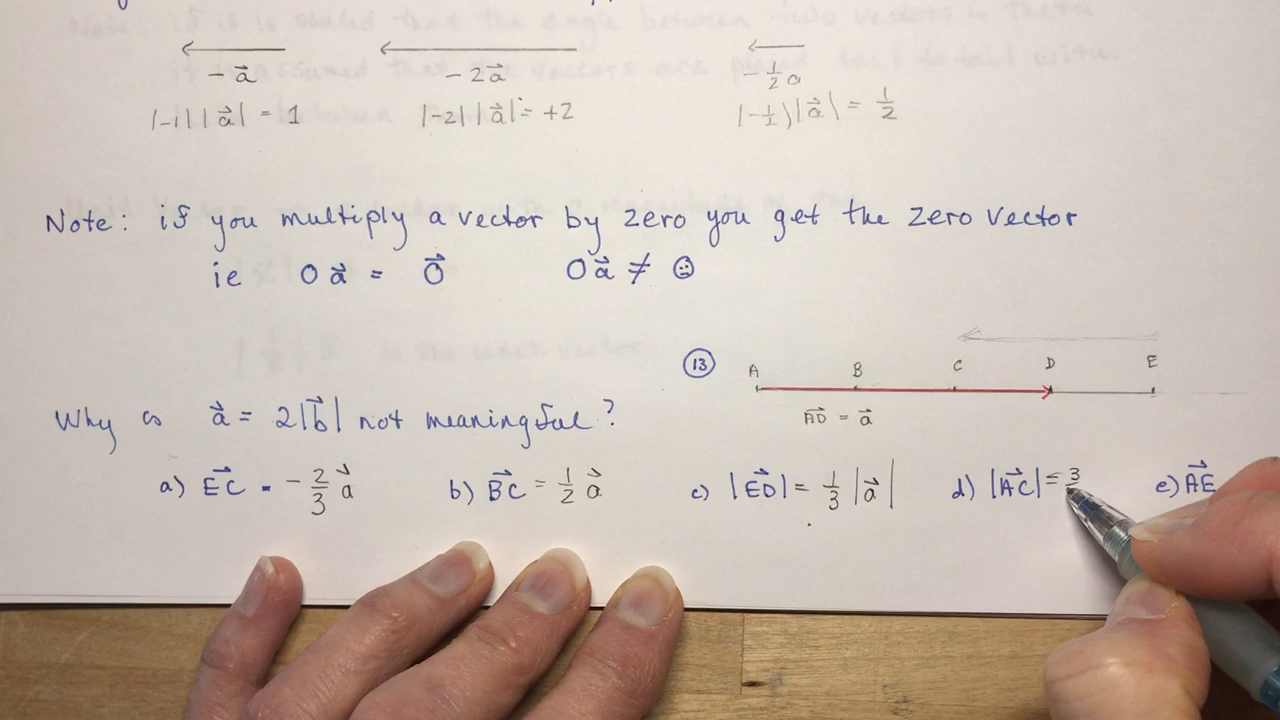 -a⃗ -2a⃗ -½a
|-1||a⃗| = 1 |-2||a⃗| = +2 |-½)|a⃗| = ½
Note: if you multiply a vector by zero you get the zero vector
ie 0a⃗ = 0⃗ 0a⃗ ≠ ☹
13 A B C D E
AD⃗ = a⃗
Why is a⃗ = 2|b⃗| not meaningful?
a) EC⃗ = -2/3 a⃗ b) BC⃗ = ½ a⃗ c) |ED⃗| = 1/3 |a⃗| d) |AC⃗| = 3 e) AE⃗